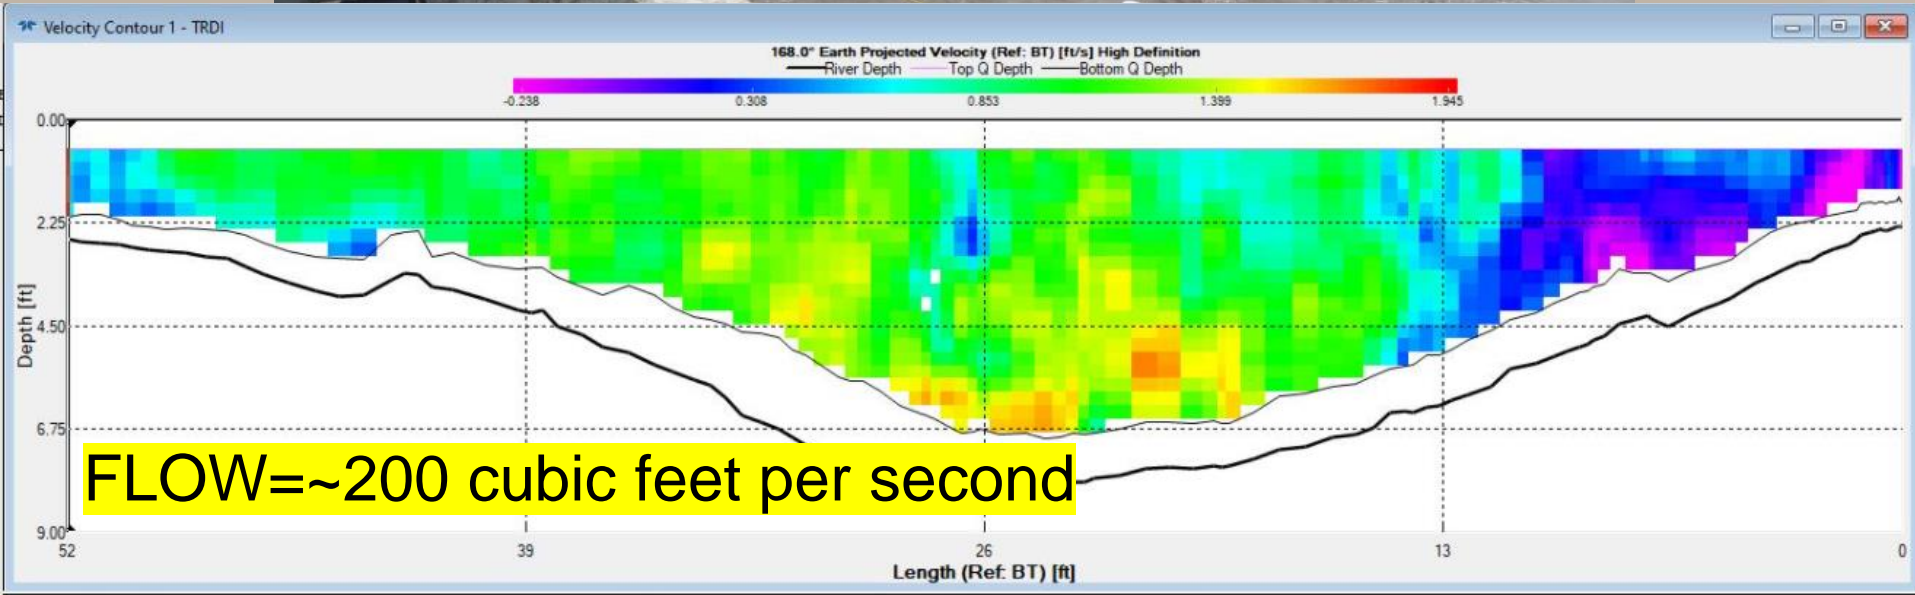 Velocity Contour 1 - TRDI
168.0° Earth Projected Velocity (Ref: BT) [ft/s] High Definition
River Depth Top Q Depth Bottom Q Depth
-0.238 0.308 0.853 1.399 1.945
0.00
2.25
4.50
6.75
9.00
Depth [ft]
FLOW=~200 cubic feet per second
52 39 26 13 0
Length (Ref: BT) [ft]